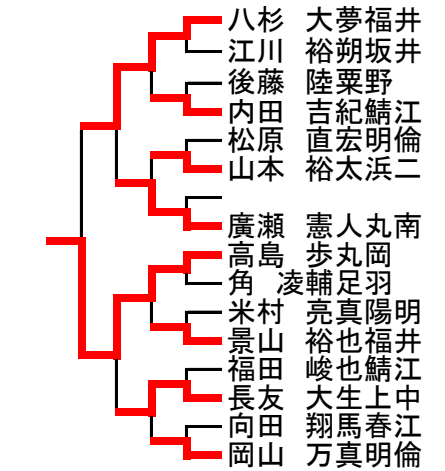 八杉 大夢福井
江川 裕朔坂井
後藤 陸粟野
内田 吉紀鯖江
松原 直宏明倫
山本 裕太浜二
廣瀬 憲人丸南
高島 歩丸岡
角 凌輔足羽
米村 亮真陽明
景山 裕也福井
福田 峻也鯖江
長友 大生上中
向田 翔馬春江
岡山 万真明倫